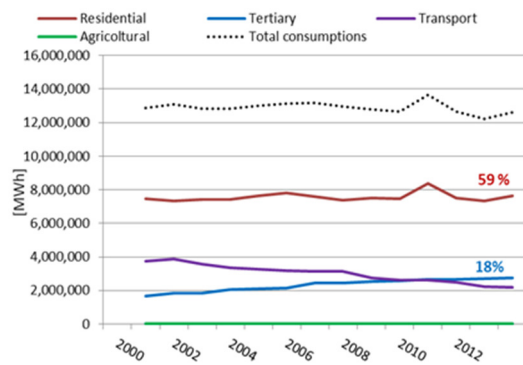 Residential Tertiary Transport
Agricoltural Total consumptions
16,000,000
14,000,000
12,000,000
10,000,000
8,000,000
6,000,000
4,000,000
2,000,000
0
[MWh]
59 %
18%
2000 2002 2004 2006 2008 2010 2012